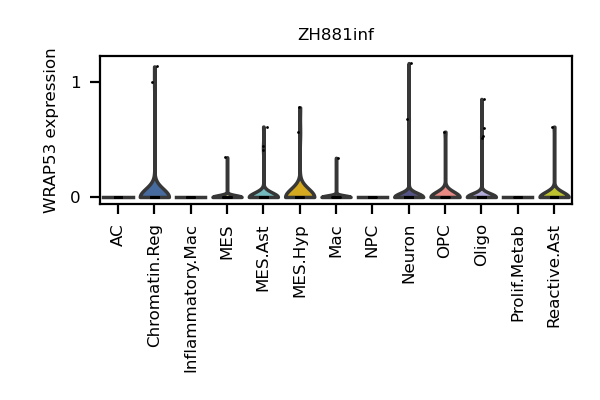 ZH881inf
WRAP53 expression
1
0
AC
Chromatin.Reg
Inflammatory.Mac
MES
MES.Ast
MES.Hyp
Mac
NPC
Neuron
OPC
Oligo
Prolif.Metab
Reactive.Ast